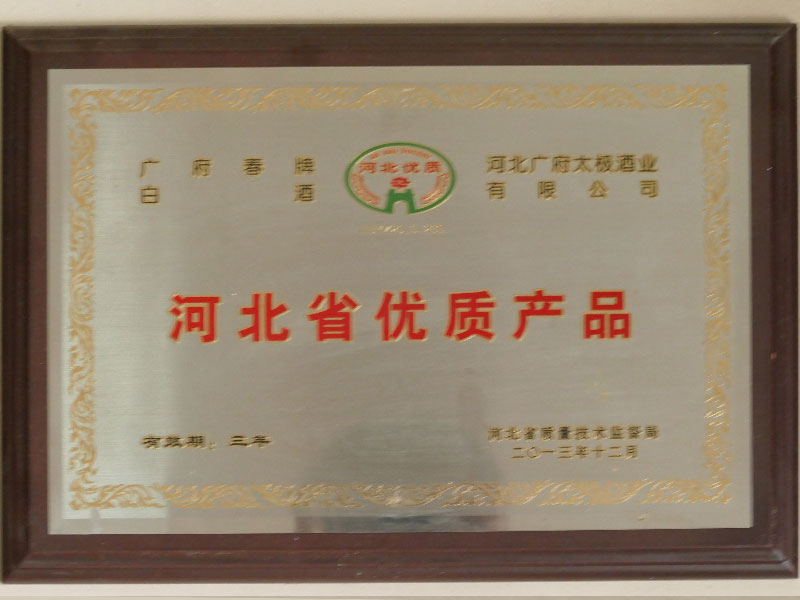 广府春牌
白酒
河北优质
河北广府太极酒业
有限公司
河北省优质产品
有效期：三年
河北省质量技术监督局
二〇一三年十二月